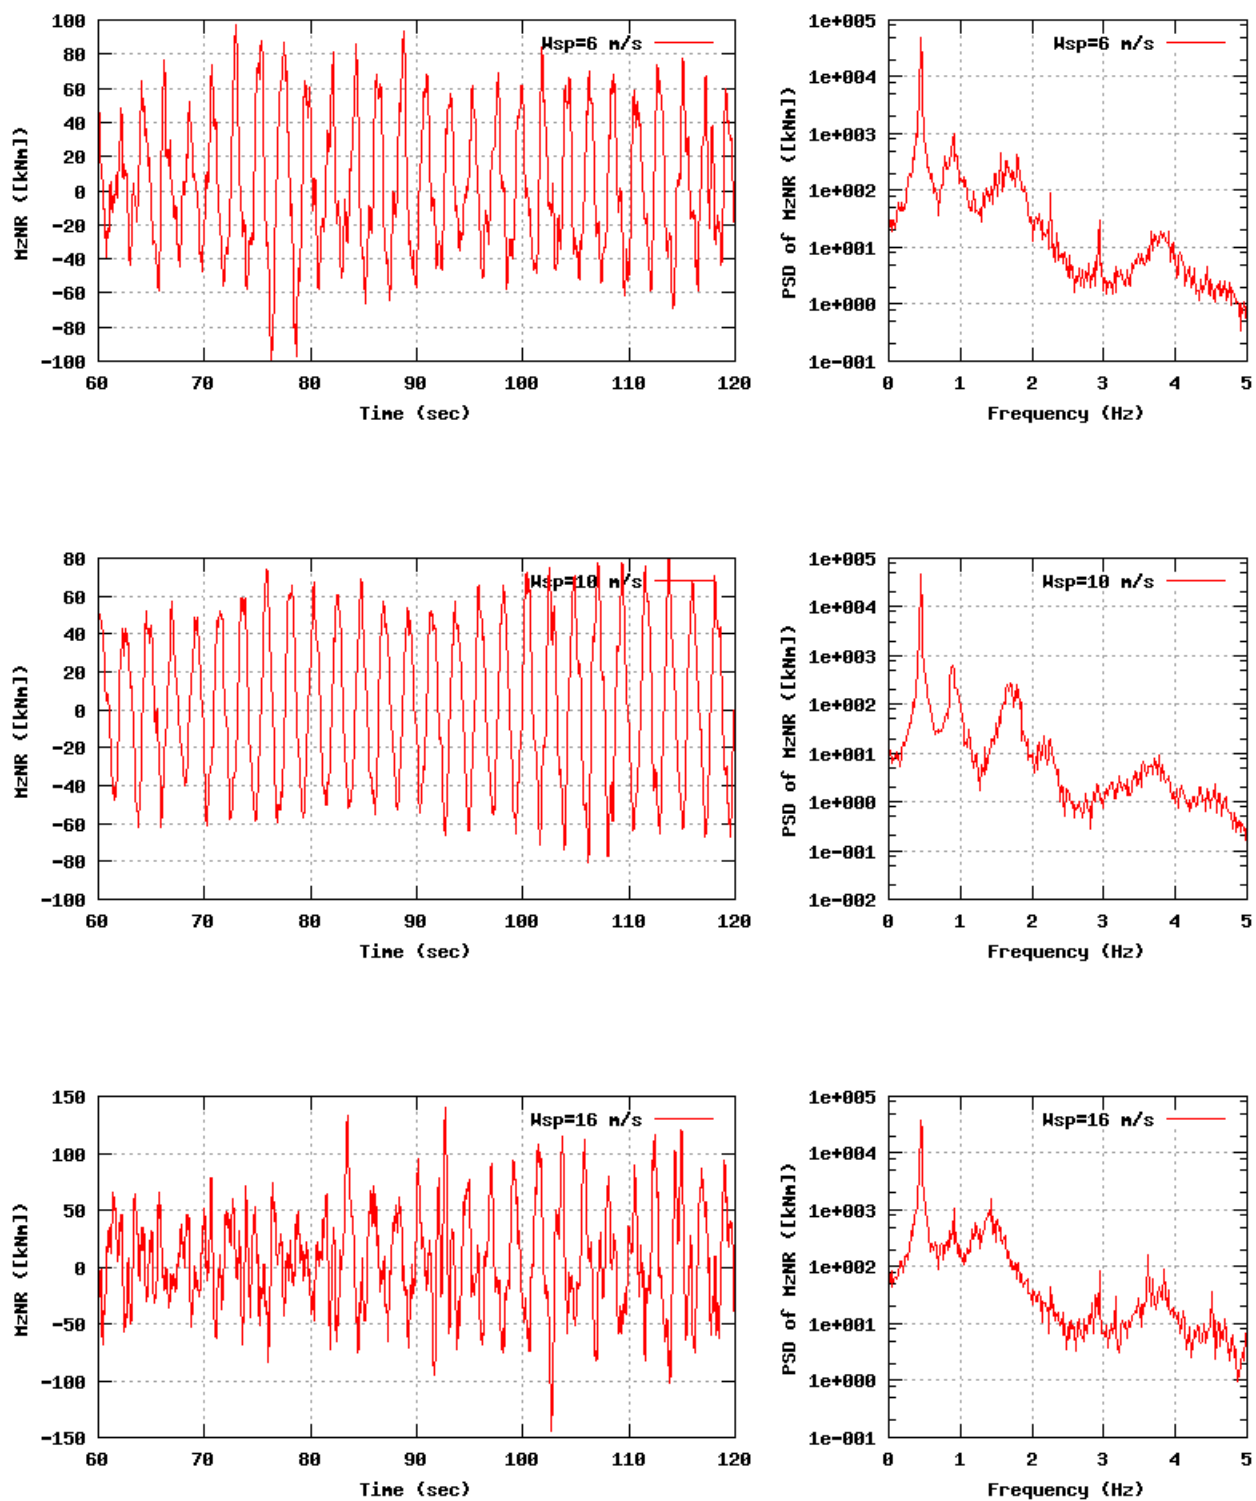 MzNR ([kNm])
100
80
60
40
20
0
-20
-40
-60
-80
-100
Wsp=6 m/s
60 70 80 90 100 110 120
Time (sec)
PSD of MzNR ([kNm])
1e+005
1e+004
1e+003
1e+002
1e+001
1e+000
1e-001
Wsp=6 m/s
0 1 2 3 4 5
Frequency (Hz)
MzNR ([kNm])
80
60
40
20
0
-20
-40
-60
-80
-100
Wsp=10 m/s
60 70 80 90 100 110 120
Time (sec)
PSD of MzNR ([kNm])
1e+005
1e+004
1e+003
1e+002
1e+001
1e+000
1e-001
1e-002
Wsp=10 m/s
0 1 2 3 4 5
Frequency (Hz)
MzNR ([kNm])
150
100
50
0
-50
-100
-150
Wsp=16 m/s
60 70 80 90 100 110 120
Time (sec)
PSD of MzNR ([kNm])
1e+005
1e+004
1e+003
1e+002
1e+001
1e+000
1e-001
Wsp=16 m/s
0 1 2 3 4 5
Frequency (Hz)